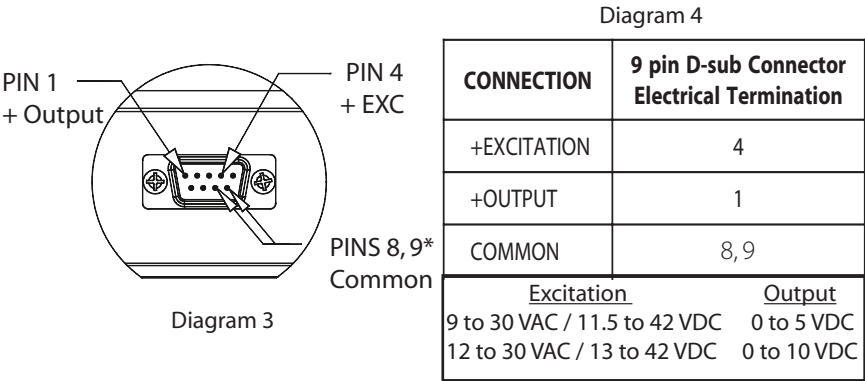 Diagram 4
PIN 1
+ Output
PIN 4
+ EXC
PINS 8, 9*
Common
Diagram 3
CONNECTION
9 pin D-sub Connector
Electrical Termination
+EXCITATION 4
+OUTPUT 1
COMMON 8, 9
Excitation Output
9 to 30 VAC / 11.5 to 42 VDC 0 to 5 VDC
12 to 30 VAC / 13 to 42 VDC 0 to 10 VDC